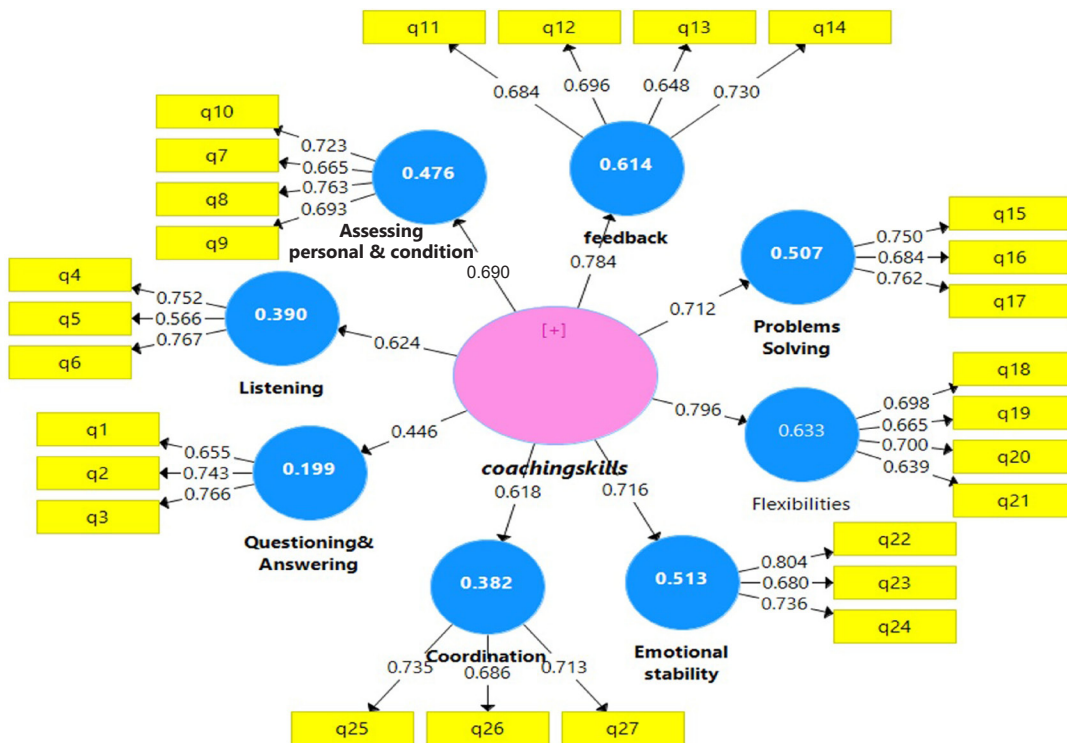 q11
q12
q13
q14
0.684
0.696
0.648
0.730
0.614
feedback
0.784
q10
q7
q8
q9
0.723
0.665
0.763
0.693
0.476
Assessing
personal & condition
0.690
q15
q16
q17
0.750
0.684
0.762
0.507
Problems
Solving
0.712
q4
q5
q6
0.752
0.566
0.767
0.390
Listening
0.624
[+]
coachingskills
q18
q19
q20
q21
0.698
0.665
0.700
0.639
0.633
Flexibilities
0.796
q1
q2
q3
0.655
0.743
0.766
0.199
Questioning&
Answering
0.446
0.618
0.716
q22
q23
q24
0.804
0.680
0.736
0.513
Emotional
stability
0.382
Coordination
0.735
0.686
0.713
q25
q26
q27